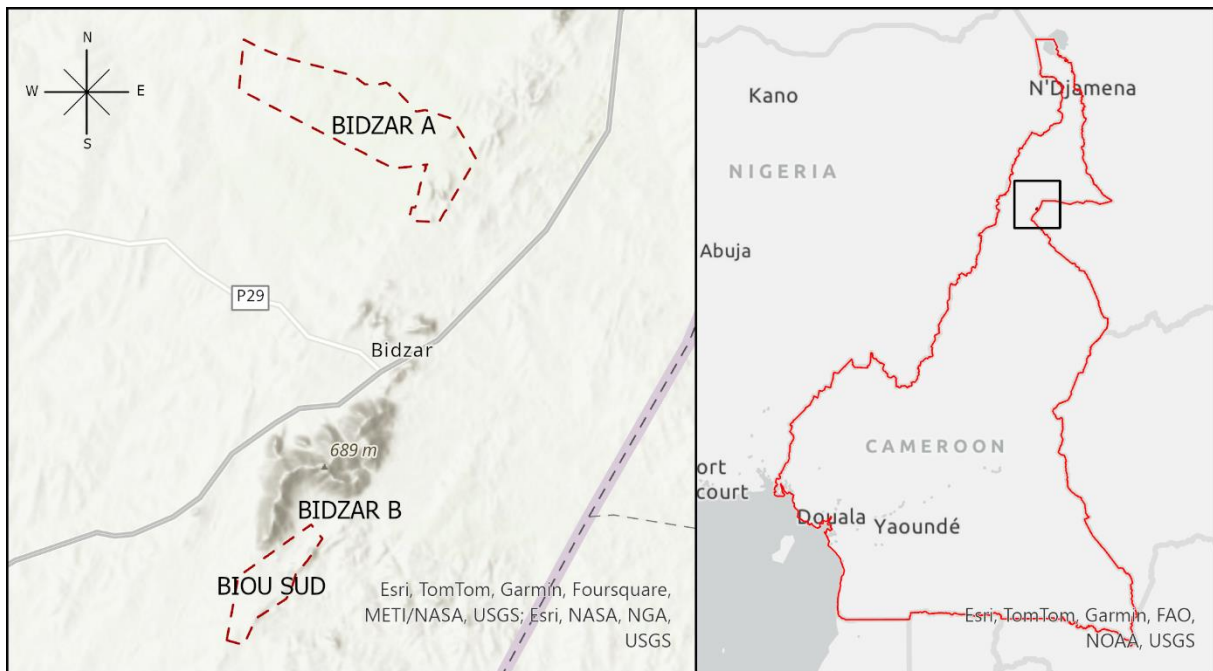 N
W E
S
BIDZAR A
P29
Bidzar
689 m
BIDZAR B
BIOU SUD
Esri, TomTom, Garmin, Foursquare,
METI/NASA, USGS; Esri, NASA, NGA,
USGS
Kano
N'Djamena
NIGERIA
Abuja
CAMEROON
ort
court
Douala
Yaoundé
Esri, TomTom, Garmin, FAO,
NOAA, USGS